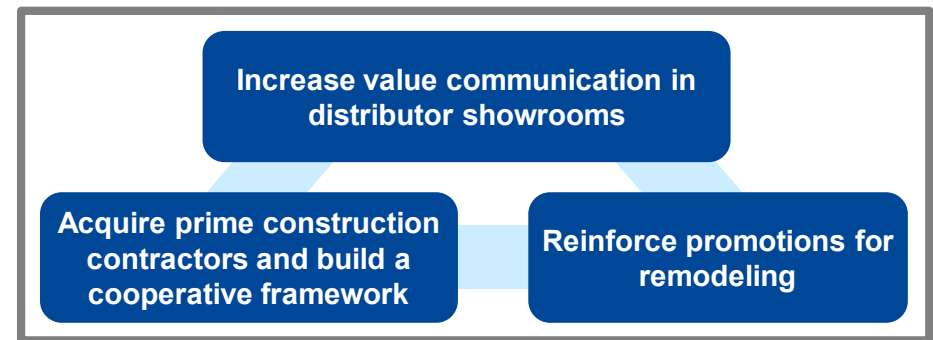 Increase value communication in
distributor showrooms
Acquire prime construction
contractors and build a
cooperative framework
Reinforce promotions for
remodeling